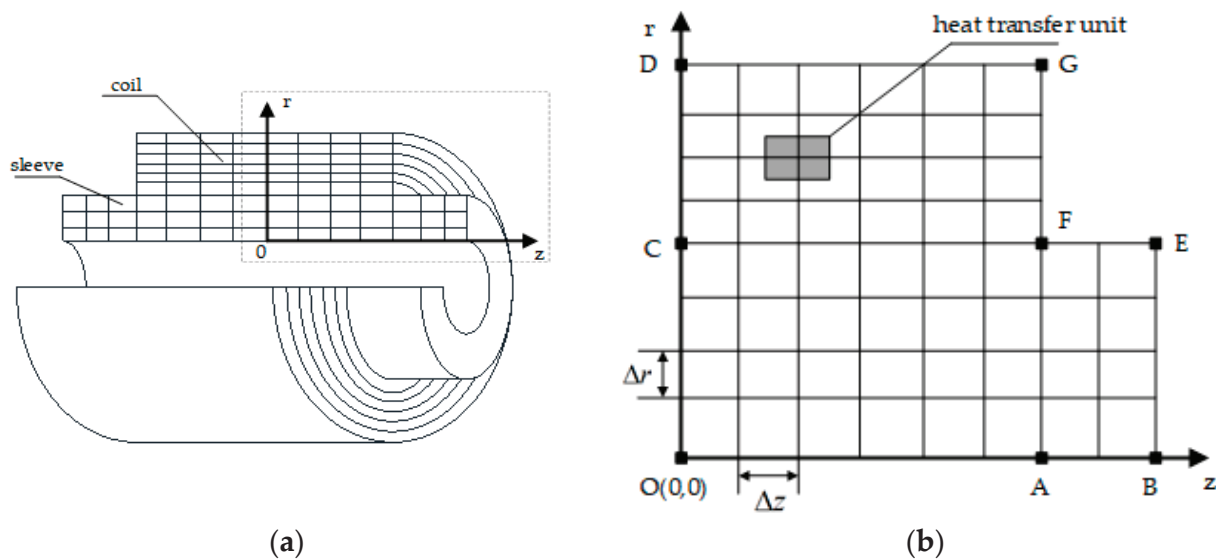 coil
r
sleeve
0
z
(a)
heat transfer unit
r
D
G
C
F
E
Δr
O(0,0)
Δz
A
B
z
(b)